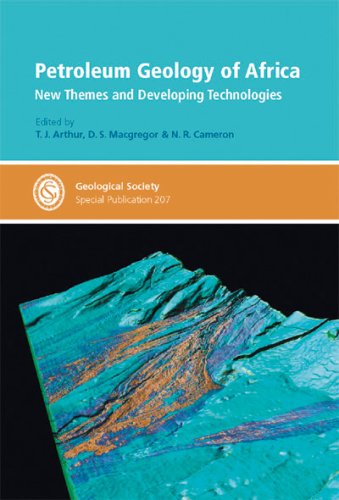 Petroleum Geology of Africa
New Themes and Developing Technologies
Edited by
T. J. Arthur, D. S. Macgregor & N. R. Cameron
Geological Society
Special Publication 207